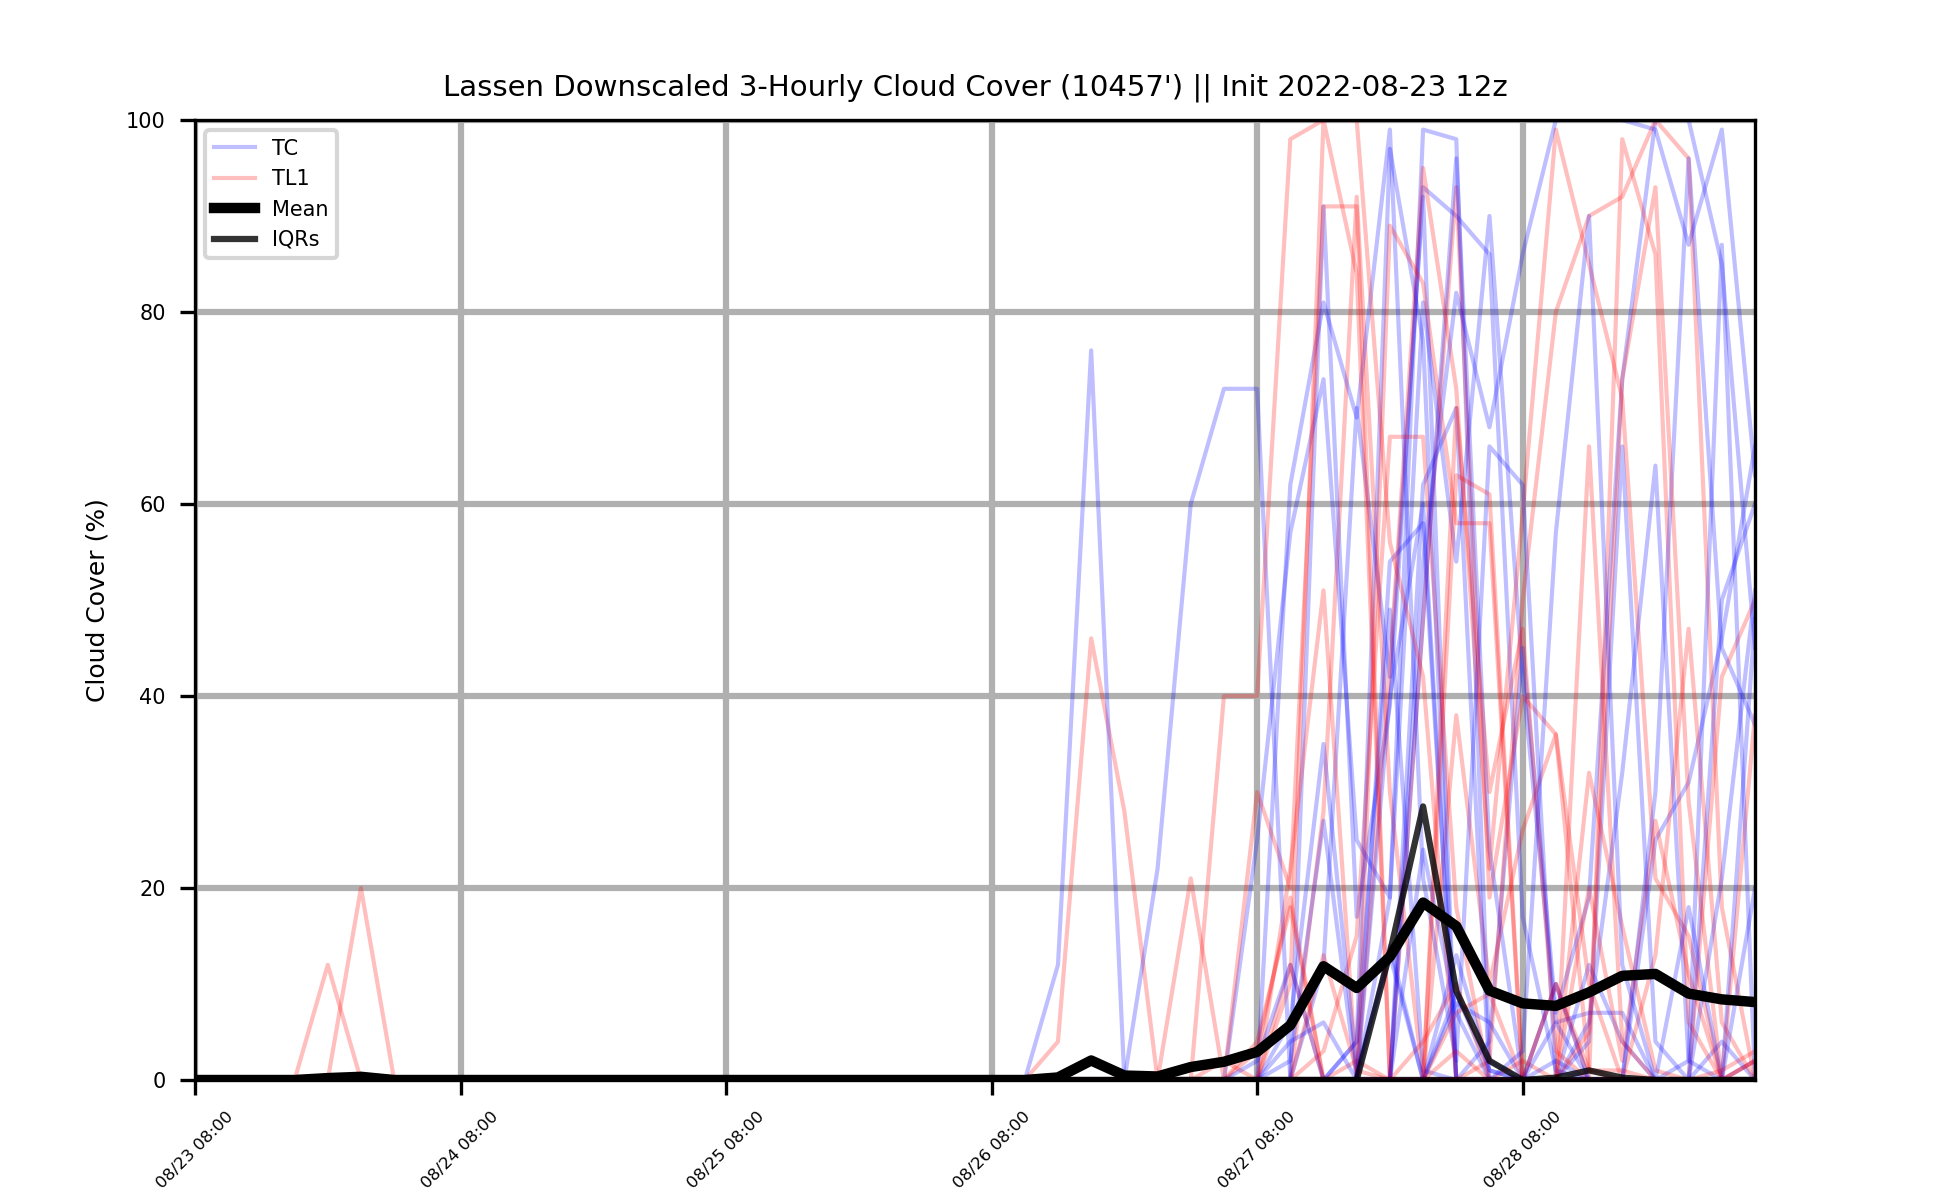 Lassen Downscaled 3-Hourly Cloud Cover (10457') || Init 2022-08-23 12z
TC
TL1
Mean
IQRs
Cloud Cover (%)
100
80
60
40
20
0
08/23 08:00
08/24 08:00
08/25 08:00
08/26 08:00
08/27 08:00
08/28 08:00